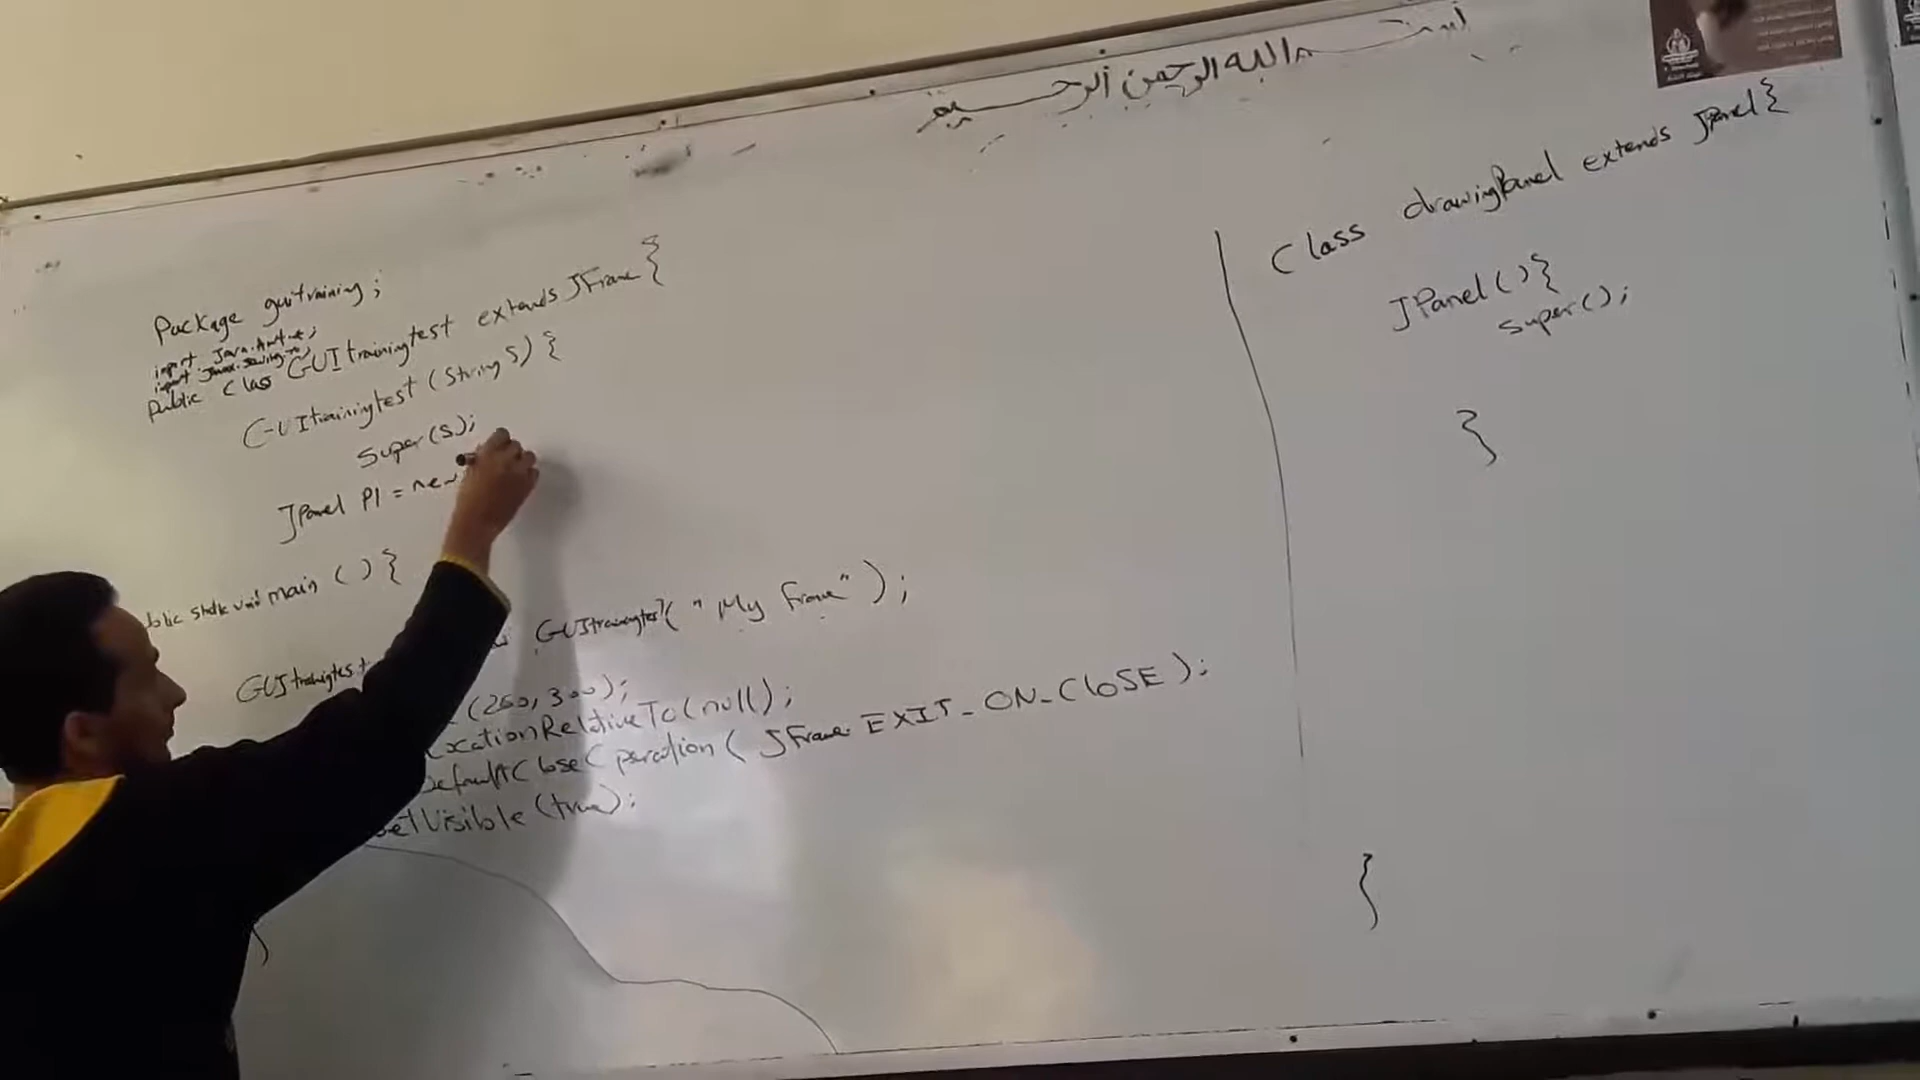 بسم الله الرحمن الرحيم
Package guitraining;
import java.awt.*;
import javax.swing.*;
public class GUItrainingtest extends JFrame {
GUItrainingtest (String S) {
Super(S);
JPanel P1 = new
static void main ( ) {
GUItrainingtest("My Frame");
(250, 300);
LocationRelativeTo(null);
DefaultCloseOperation( JFrame. EXIT_ON_CLOSE );
setVisible(true);
}
Class drawingPanel extends JPanel {
JPanel() {
super();
}
}